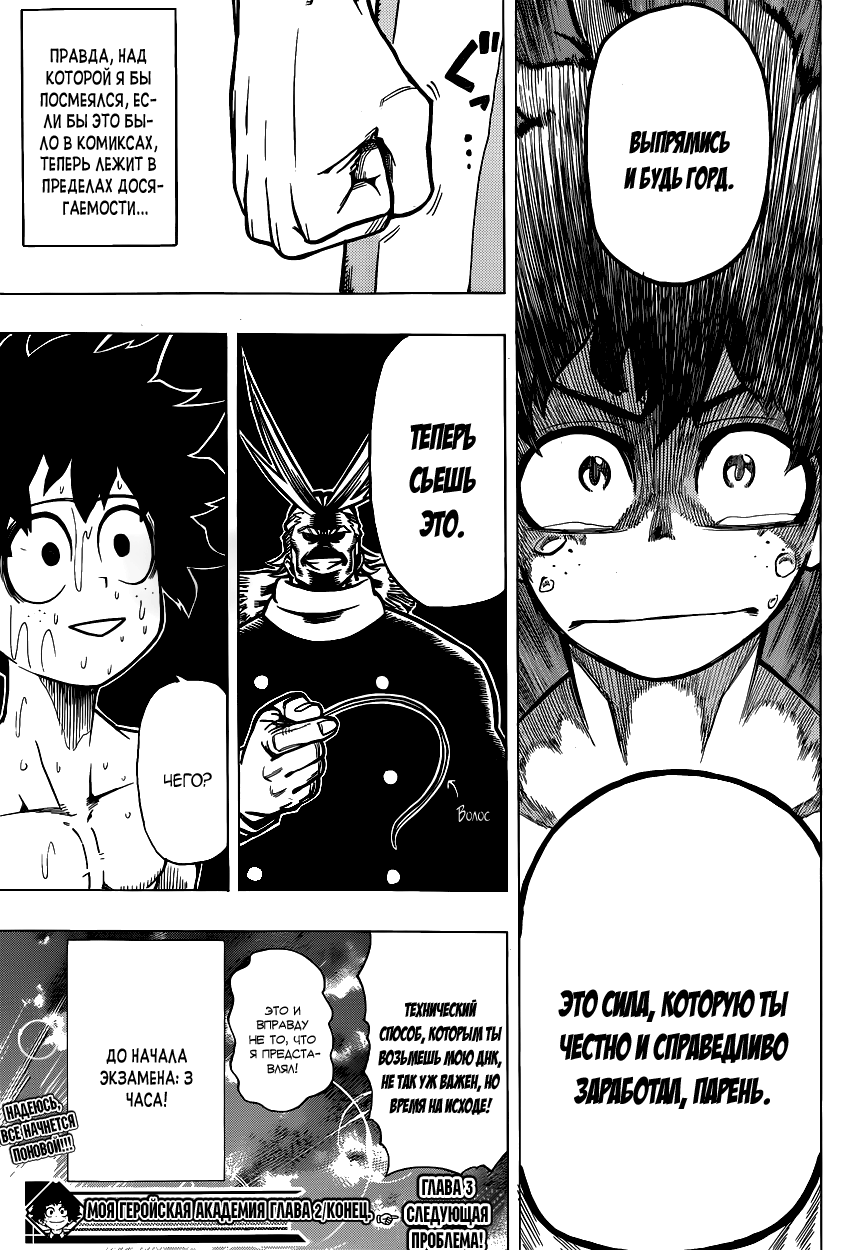 ВЫПРЯМИСЬ
И БУДЬ ГОРД.
ЭТО СИЛА, КОТОРУЮ ТЫ
ЧЕСТНО И СПРАВЕДЛИВО
ЗАРАБОТАЛ, ПАРЕНЬ.
ПРАВДА, НАД
КОТОРОЙ Я БЫ
ПОСМЕЯЛСЯ, ЕС-
ЛИ БЫ ЭТО БЫ-
ЛО В КОМИКСАХ,
ТЕПЕРЬ ЛЕЖИТ В
ПРЕДЕЛАХ ДОСЯ-
ГАЕМОСТИ...
ТЕПЕРЬ
СЬЕШЬ
ЭТО.
Волос
ЧЕГО?
ТЕХНИЧЕСКИЙ
СПОСОБ, КОТОРЫМ ТЫ
ВОЗЬМЕШЬ МОЮ ДНК,
НЕ ТАК УЖ ВАЖЕН, НО
ВРЕМЯ НА ИСХОДЕ!
ЭТО И
ВПРАВДУ
НЕ ТО, ЧТО
Я ПРЕДСТА-
ВЛЯЛ!
ДО НАЧАЛА
ЭКЗАМЕНА: 3
ЧАСА!
НАДЕЮСЬ,
ВСЕ НАЧНЕТСЯ
ПОНОВОЙ!!!
МОЯ ГЕРОЙСКАЯ АКАДЕМИЯ ГЛАВА 2/КОНЕЦ.
ГЛАВА 3
СЛЕДУЮЩАЯ
ПРОБЛЕМА!